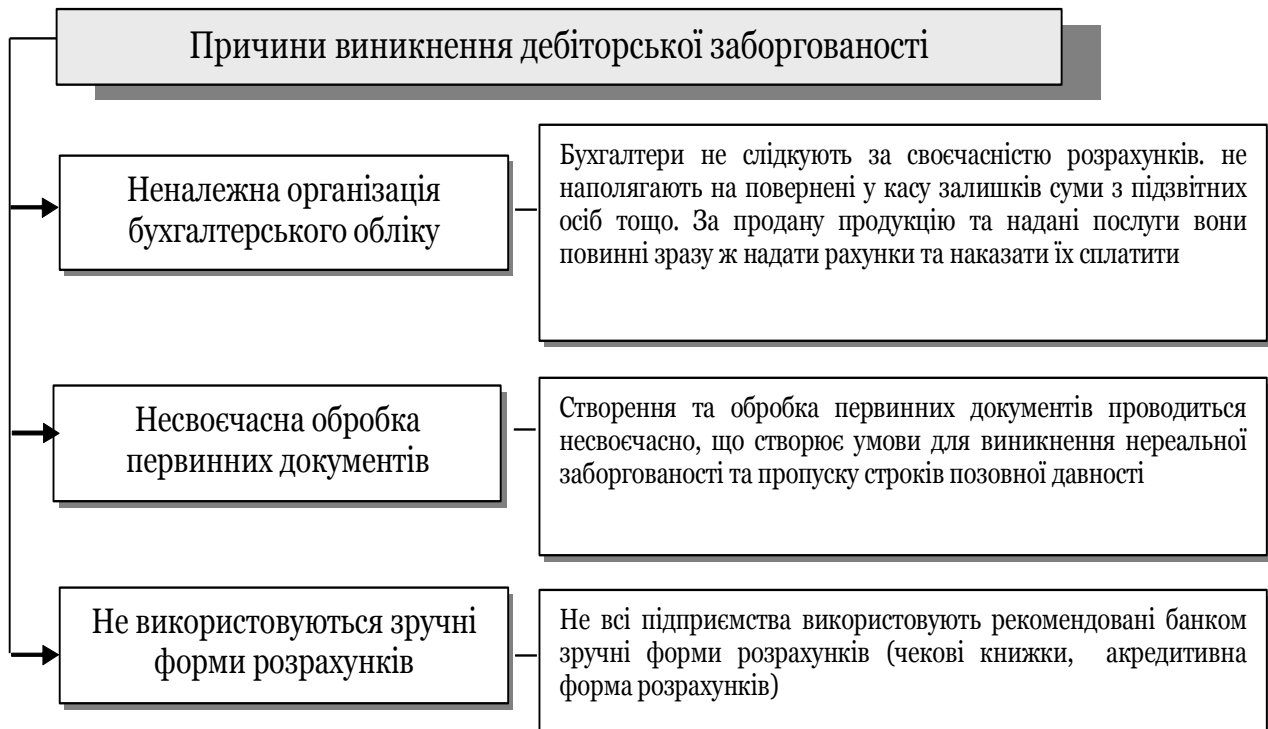 Причини виникнення дебіторської заборгованості
Неналежна організація
бухгалтерського обліку
Бухгалтери не слідкують за своєчасністю розрахунків. не
наполягають на повернені у касу залишків суми з підзвітних
осіб тощо. За продану продукцію та надані послуги вони
повинні зразу ж надати рахунки та наказати їх сплатити
Несвоєчасна обробка
первинних документів
Створення та обробка первинних документів проводиться
несвоєчасно, що створює умови для виникнення нереальної
заборгованості та пропуску строків позовної давності
Не використовуються зручні
форми розрахунків
Не всі підприємства використовують рекомендовані банком
зручні форми розрахунків (чекові книжки, акредитивна
форма розрахунків)